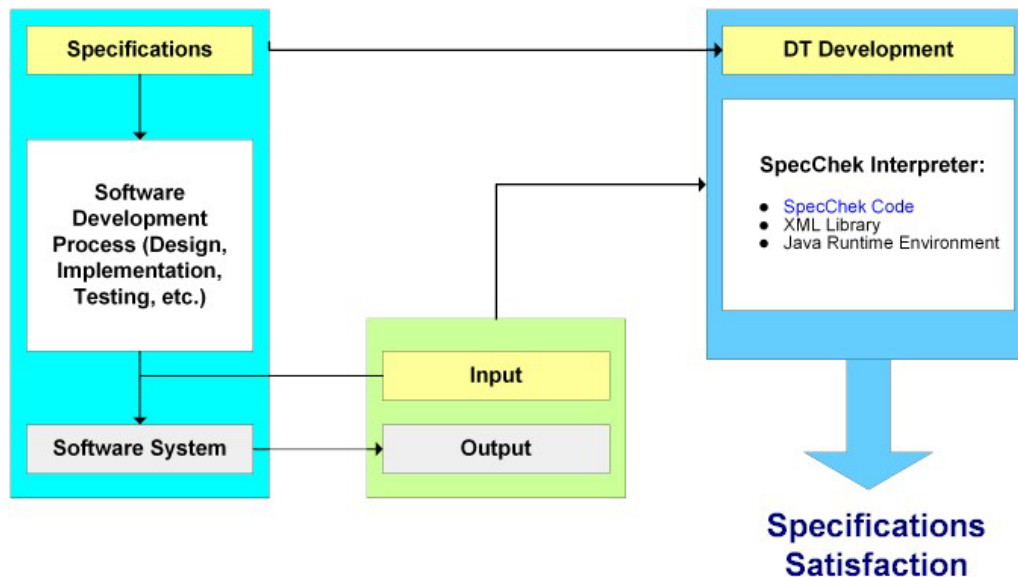 Specifications
Software
Development
Process (Design,
Implementation,
Testing, etc.)
Software System
Input
Output
DT Development
SpecChek Interpreter:
● SpecChek Code
● XML Library
● Java Runtime Environment
Specifications
Satisfaction